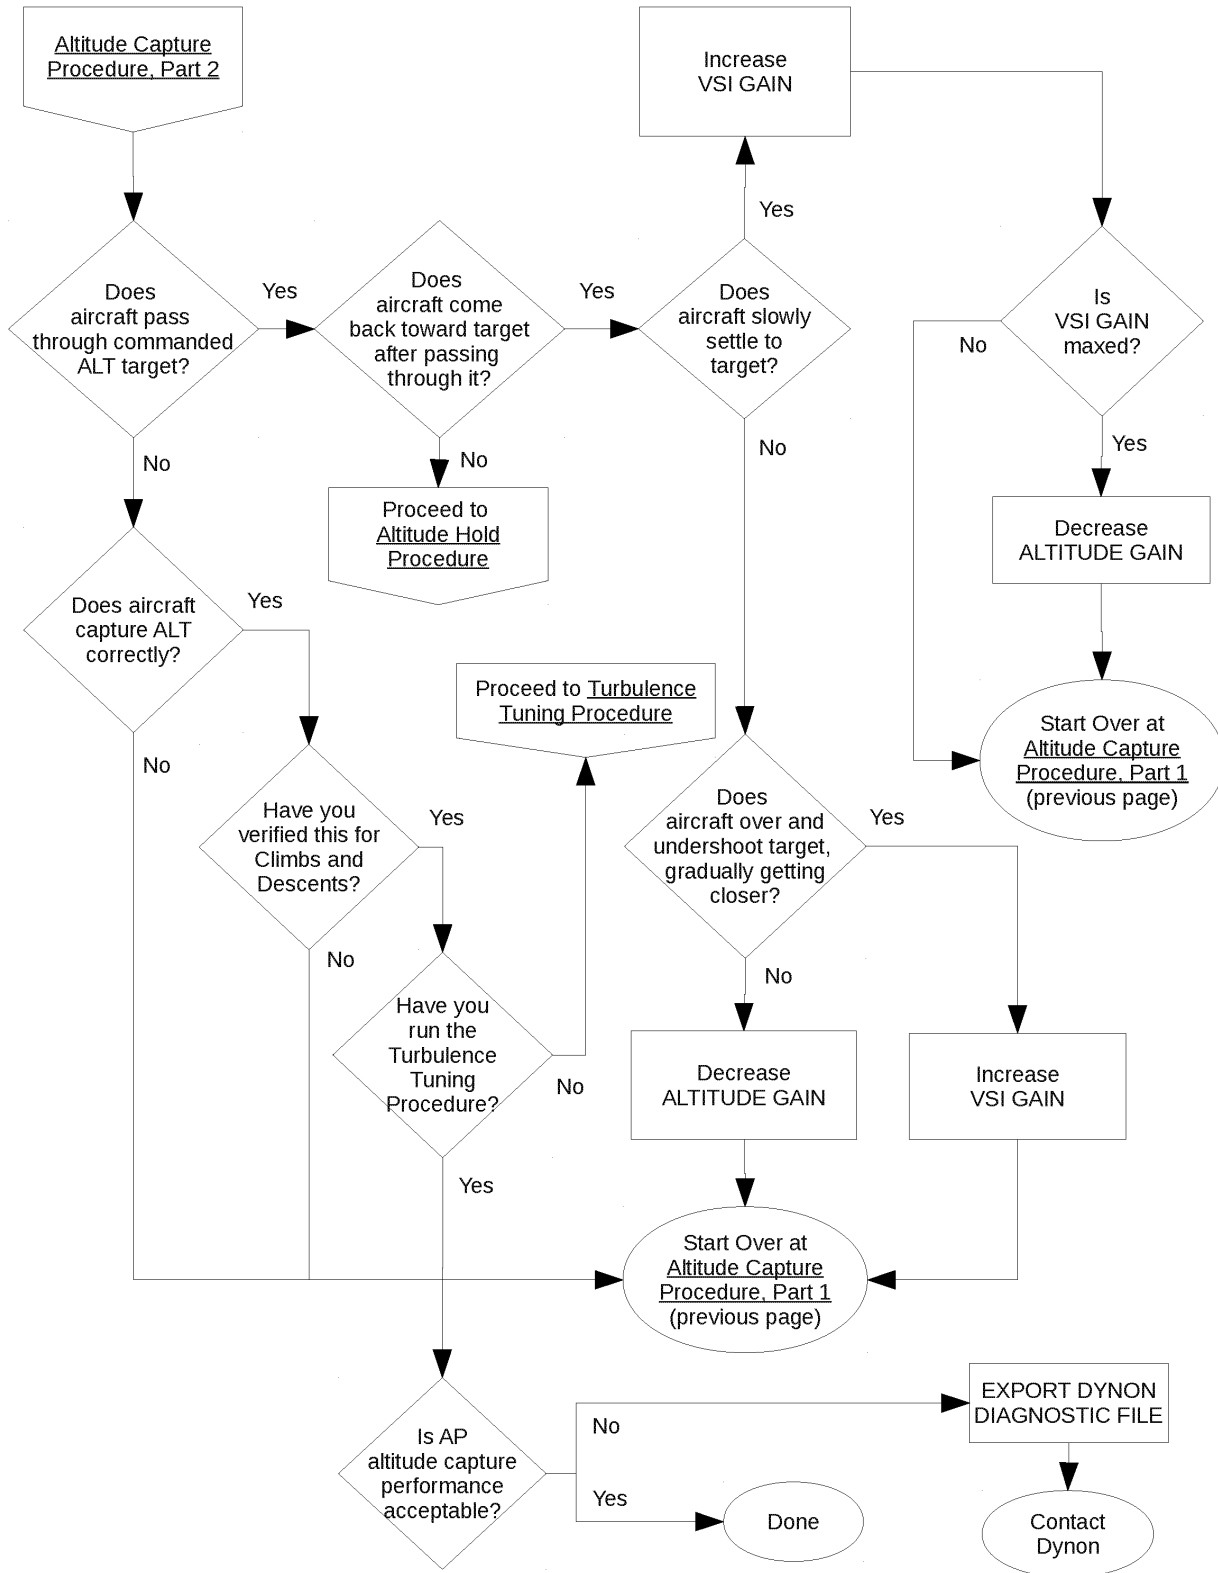 Altitude Capture
Procedure, Part 2
Increase
VSI GAIN
Yes
Does
aircraft pass
through commanded
ALT target?
Yes
Does
aircraft come
back toward target
after passing
through it?
Yes
Does
aircraft slowly
settle to
target?
Is
VSI GAIN
maxed?
No
No
No
No
Yes
Proceed to
Altitude Hold
Procedure
Decrease
ALTITUDE GAIN
Does aircraft
capture ALT
correctly?
Yes
Proceed to Turbulence
Tuning Procedure
Start Over at
Altitude Capture
Procedure, Part 1
(previous page)
No
Have you
verified this for
Climbs and
Descents?
Yes
Does
aircraft over and
undershoot target,
gradually getting
closer?
Yes
No
No
Have you
run the
Turbulence
Tuning
Procedure?
No
Decrease
ALTITUDE GAIN
Increase
VSI GAIN
Yes
Start Over at
Altitude Capture
Procedure, Part 1
(previous page)
Is AP
altitude capture
performance
acceptable?
No
EXPORT DYNON
DIAGNOSTIC FILE
Yes
Done
Contact
Dynon